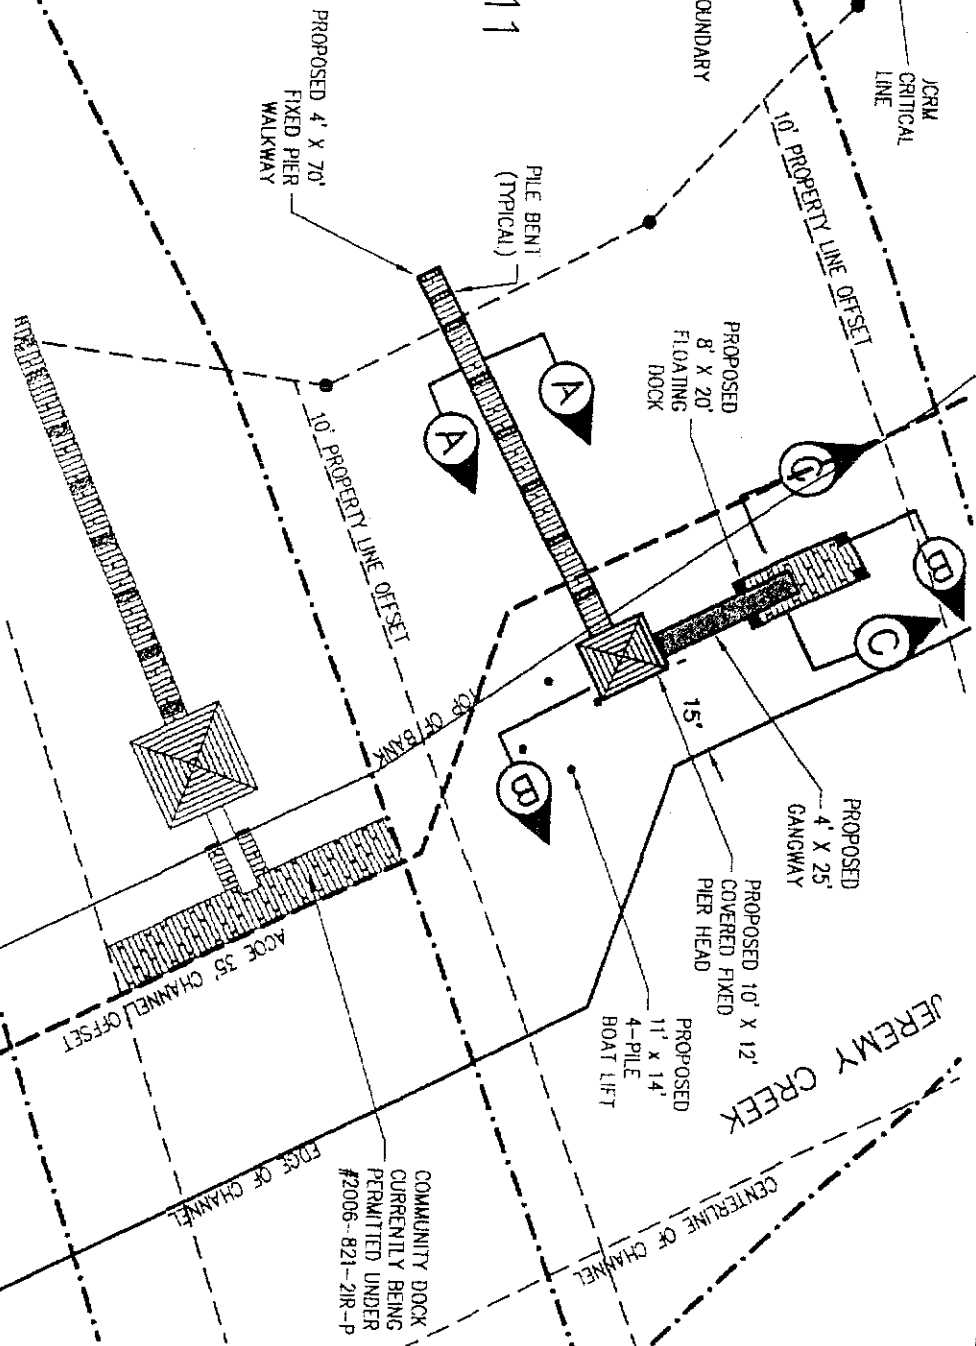 JCRM
CRITICAL
LINE
OUNDARY
11
10' PROPERTY LINE OFFSET
PROPOSED 4' X 70'
FIXED PIER
WALKWAY
PILE BENT
(TYPICAL)
PROPOSED
8' X 20'
FLOATING
DOCK
A
A
C
B
C
B
10' PROPERTY LINE OFFSET
15'
TOP OF BANK
PROPOSED
4' X 25'
GANGWAY
PROPOSED 10' X 12'
COVERED FIXED
PIER HEAD
PROPOSED
11' x 14'
4-PILE
BOAT LIFT
JEREMY CREEK
ACOE 35' CHANNEL OFFSET
EDGE OF CHANNEL
CENTERLINE OF CHANNEL
COMMUNITY DOCK
CURRENTLY BEING
PERMITTED UNDER
#2006-821-2IR-P